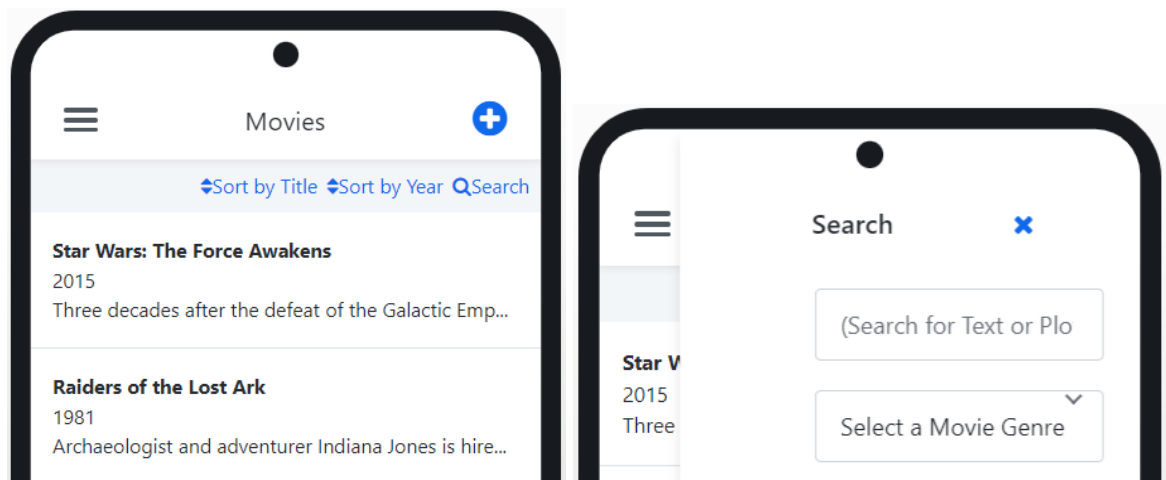 Movies
Sort by Title Sort by Year Search
Star Wars: The Force Awakens
2015
Three decades after the defeat of the Galactic Emp...
Raiders of the Lost Ark
1981
Archaeologist and adventurer Indiana Jones is hire...
Search
(Search for Text or Plo
Select a Movie Genre
Star W
2015
Three